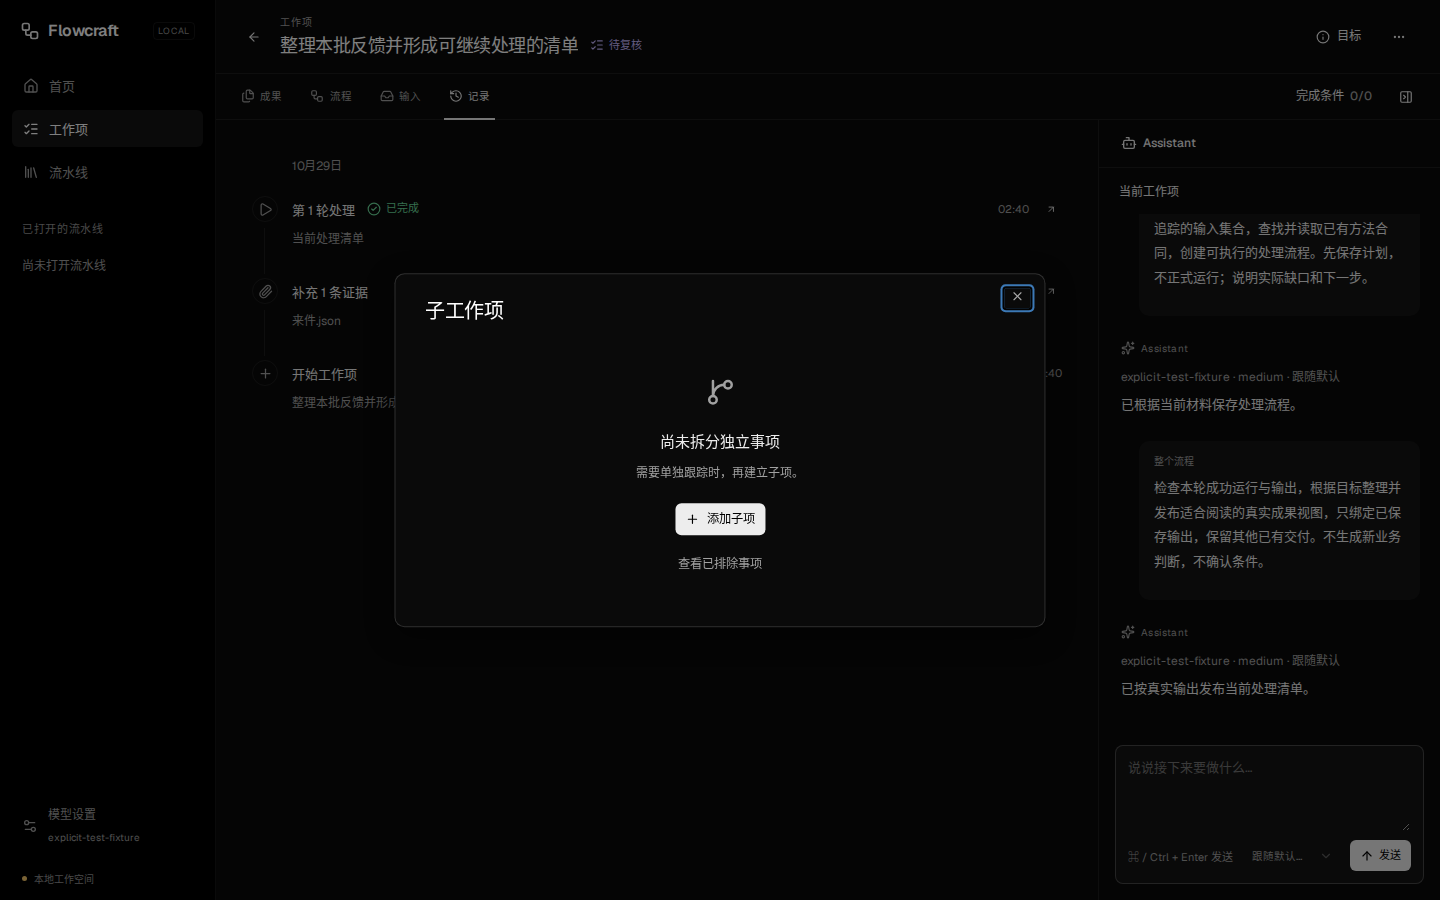 Flowcraft
LOCAL
首页
工作项
流水线
已打开的流水线
尚未打开流水线
模型设置
explicit-test-fixture
本地工作空间
工作项
整理本批反馈并形成可继续处理的清单
待复核
目标
成果
流程
输入
记录
完成条件 0/0
10月29日
第 1 轮处理
已完成
02:40
当前处理清单
补充 1 条证据
来件.json
开始工作项
:40
整理本批反馈并形成
子工作项
尚未拆分独立事项
需要单独跟踪时，再建立子项。
添加子项
查看已排除事项
Assistant
当前工作项
追踪的输入集合，查找并读取已有方法合
同，创建可执行的处理流程。先保存计划，
不正式运行；说明实际缺口和下一步。
Assistant
explicit-test-fixture · medium · 跟随默认
已根据当前材料保存处理流程。
整个流程
检查本轮成功运行与输出，根据目标整理并
发布适合阅读的真实成果视图，只绑定已保
存输出，保留其他已有交付。不生成新业务
判断，不确认条件。
Assistant
explicit-test-fixture · medium · 跟随默认
已按真实输出发布当前处理清单。
说说接下来要做什么…
⌘ / Ctrl + Enter 发送
跟随默认…
发送